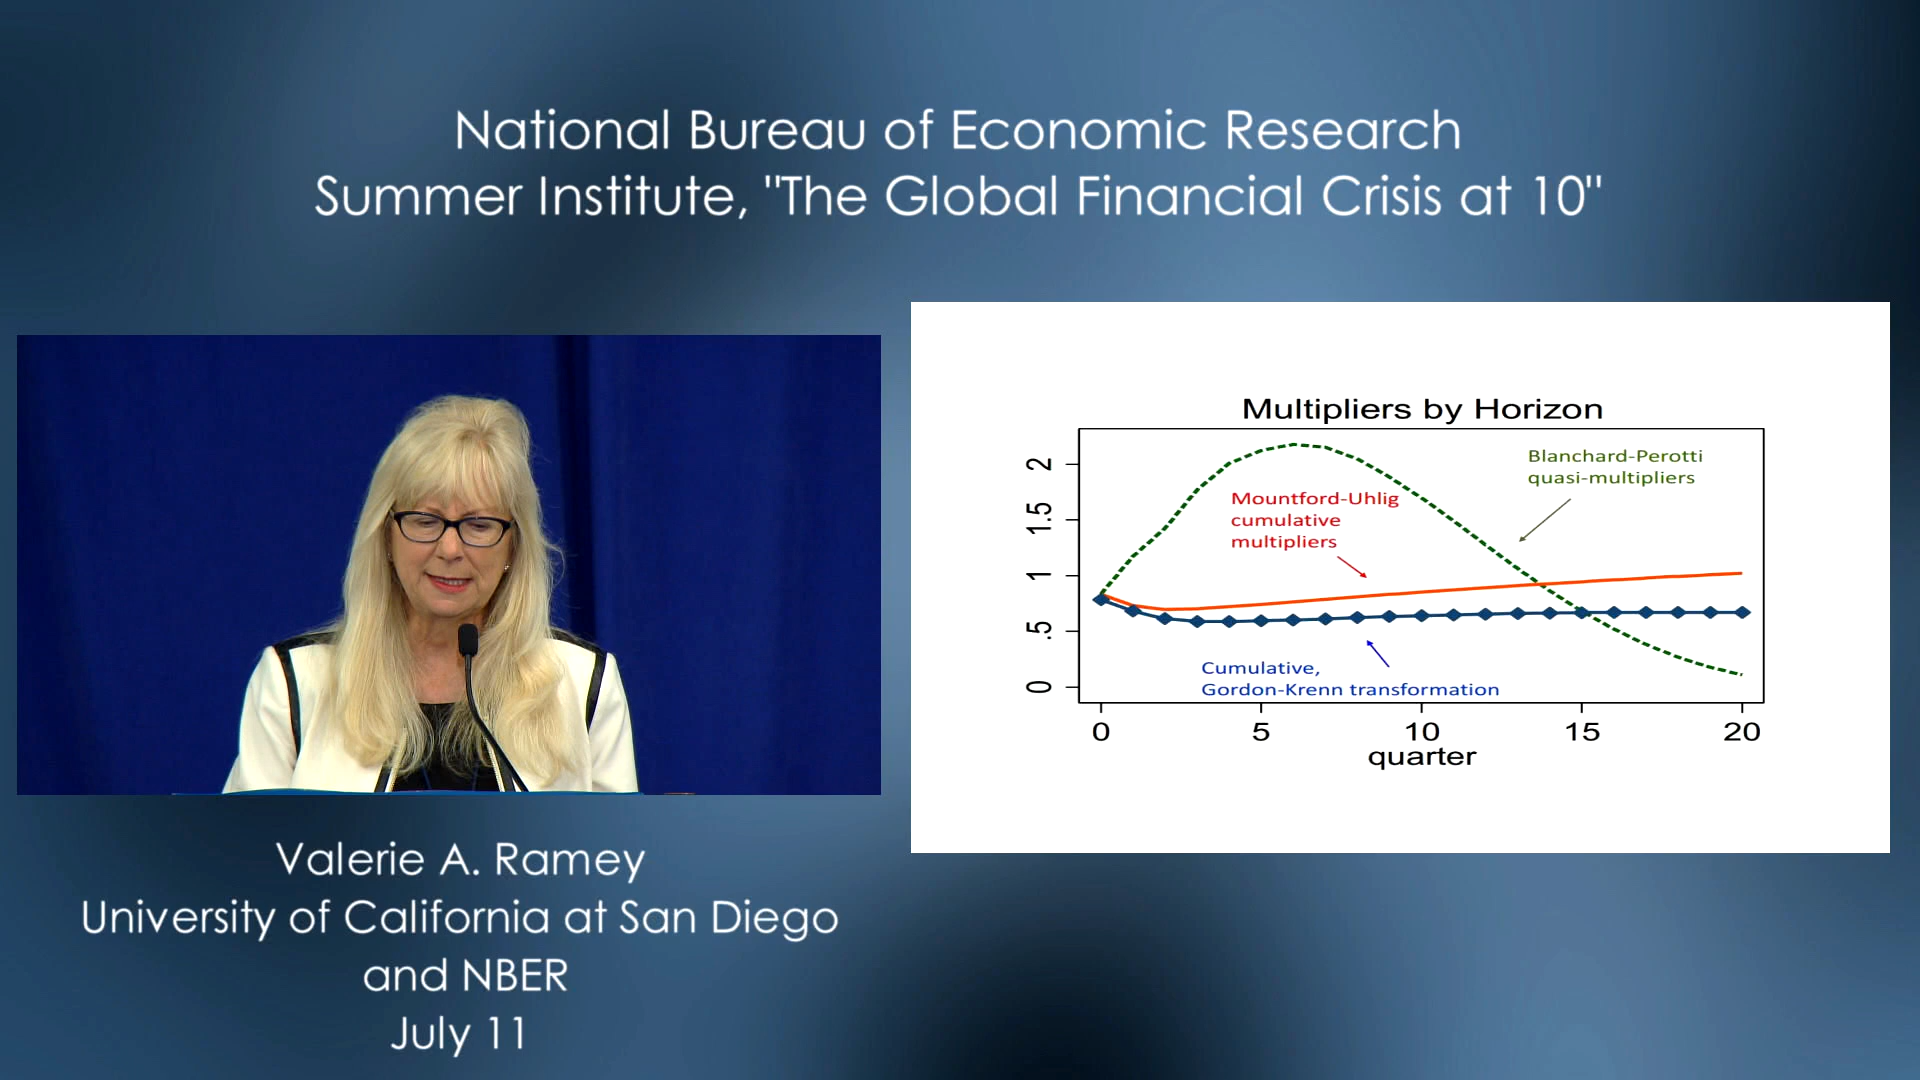 National Bureau of Economic Research
Summer Institute, "The Global Financial Crisis at 10"
Multipliers by Horizon
Blanchard-Perotti
quasi-multipliers
Mountford-Uhlig
cumulative
multipliers
Cumulative,
Gordon-Krenn transformation
2
1.5
1
.5
0
0 5 10 15 20
quarter
Valerie A. Ramey
University of California at San Diego
and NBER
July 11